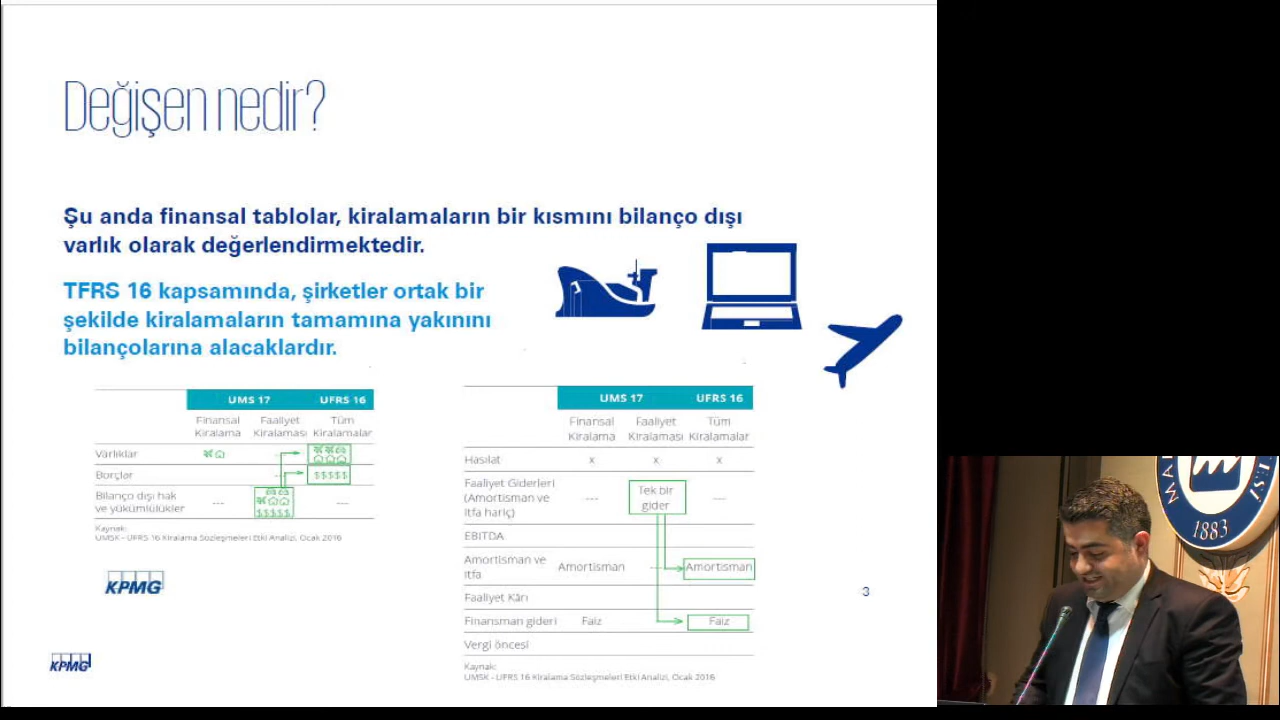 Değişen nedir?
Şu anda finansal tablolar, kiralamaların bir kısmını bilanço dışı
varlık olarak değerlendirmektedir.
TFRS 16 kapsamında, şirketler ortak bir
şekilde kiralamaların tamamına yakınını
bilançolarına alacaklardır.
UMS 17 UFRS 16
Finansal Kiralama Faaliyet Kiralaması Tüm Kiralamalar
Varlıklar ---
Borçlar --- $$$$$
Bilanço dışı hak
ve yükümlülükler --- $$$$$ ---
Kaynak:
UMSK - UFRS 16 Kiralama Sözleşmeleri Etki Analizi, Ocak 2016
KPMG
KPMG
UMS 17 UFRS 16
Finansal Kiralama Faaliyet Kiralaması Tüm Kiralamalar
Hasılat x x x
Faaliyet Giderleri
(Amortisman ve
itfa hariç) --- Tek bir gider ---
EBITDA
Amortisman ve
itfa Amortisman --- Amortisman
Faaliyet Kârı
Finansman gideri Faiz Faiz
Vergi öncesi
Kaynak:
UMSK - UFRS 16 Kiralama Sözleşmeleri Etki Analizi, Ocak 2016
3
1883